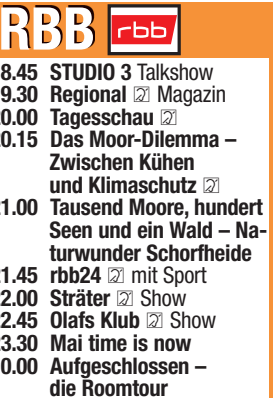 RBB rbb
8.45 STUDIO 3 Talkshow
9.30 Regional Magazin
0.00 Tagesschau
0.15 Das Moor-Dilemma –
Zwischen Kühen
und Klimaschutz
1.00 Tausend Moore, hundert
Seen und ein Wald – Na-
turwunder Schorfheide
1.45 rbb24 mit Sport
2.00 Sträter Show
2.45 Olafs Klub Show
3.30 Mai time is now
0.00 Aufgeschlossen –
die Roomtour